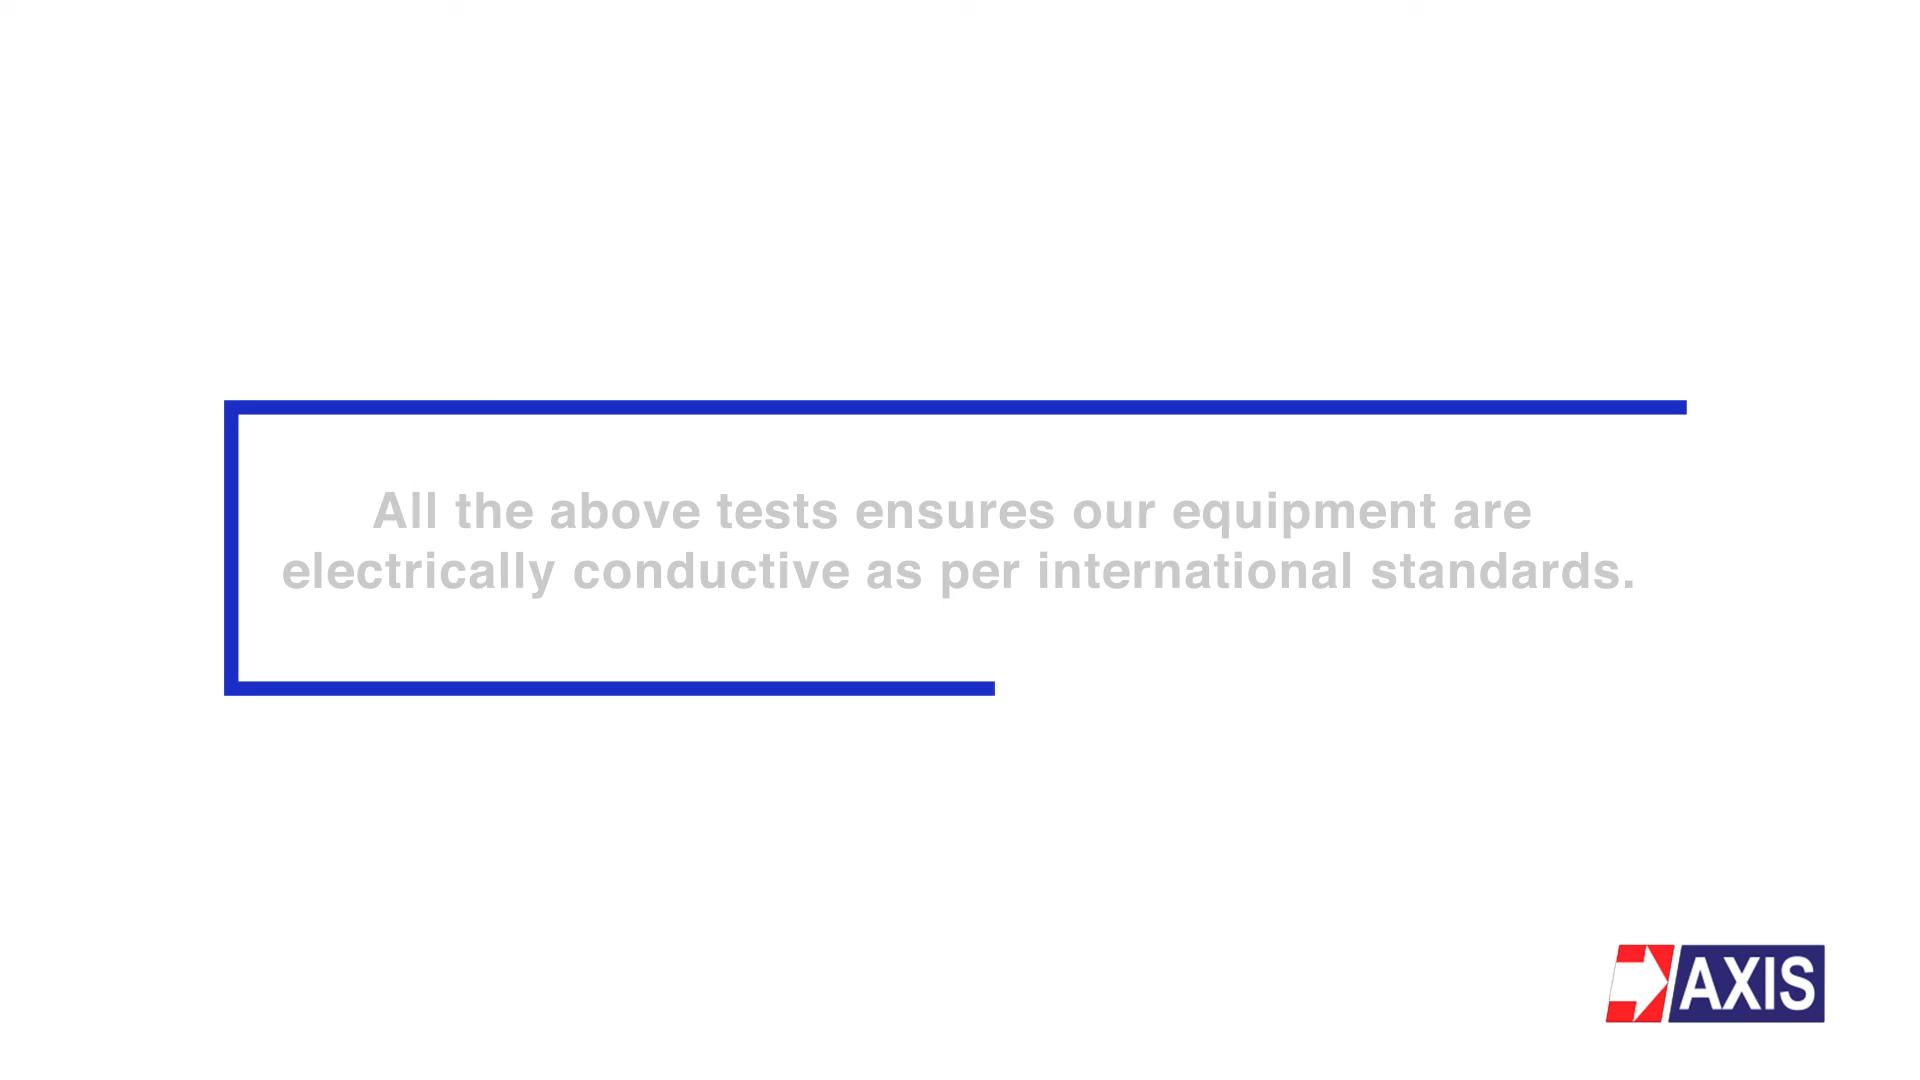 All the above tests ensures our equipment are
electrically conductive as per international standards.
AXIS